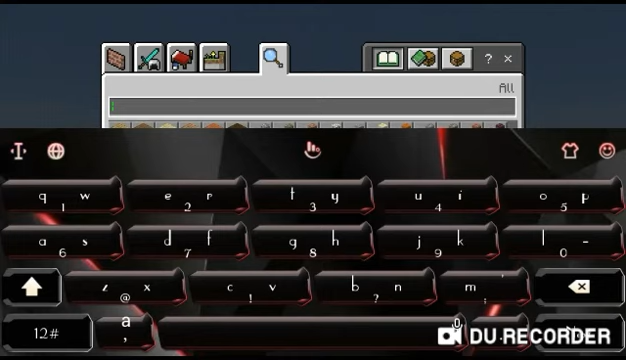 ? ×
All
q w 1 e r 2 t y 3 u i 4 o p 5
a s 6 d f 7 g h 8 j k 9 l - 0
z x @ c v ! b n ? m '
12# a ,
DU RECORDER